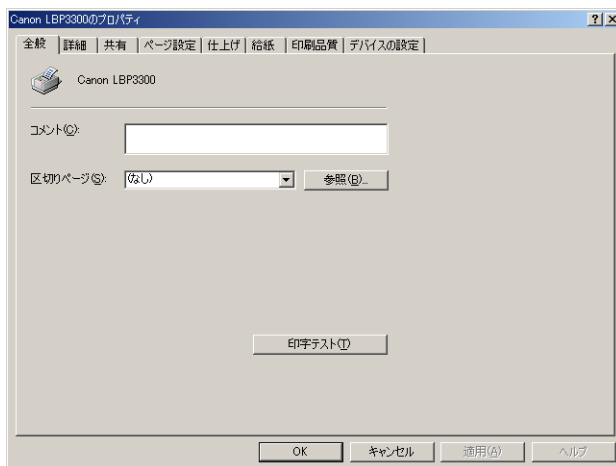 Canon LBP3300のプロパティ
全般 詳細 共有 ページ設定 仕上げ 給紙 印刷品質 デバイスの設定
Canon LBP3300
コメント(C):
区切りページ(S): (なし) 参照(B)...
印字テスト(T)
OK キャンセル 適用(A) ヘルプ